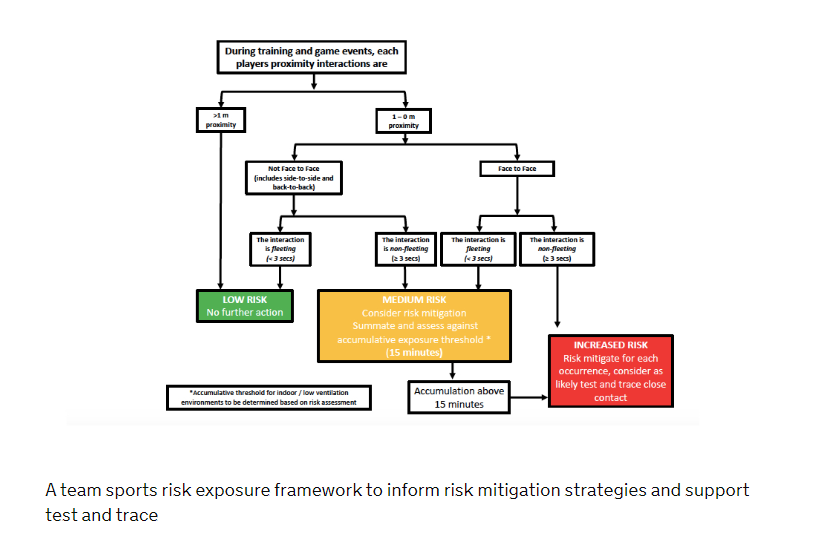 During training and game events, each
players proximity interactions are
>1 m
proximity
1 – 0 m
proximity
Not Face to Face
(includes side-to-side and
back-to-back)
Face to Face
The interaction
is fleeting
(< 3 secs)
The interaction
is non-fleeting
(≥ 3 secs)
The interaction is
fleeting
(< 3 secs)
The interaction is
non-fleeting
(≥ 3 secs)
LOW RISK
No further action
MEDIUM RISK
Consider risk mitigation
Summate and assess against
accumulative exposure threshold *
(15 minutes)
INCREASED RISK
Risk mitigate for each
occurrence, consider as
likely test and trace close
contact
*Accumulative threshold for indoor / low ventilation
environments to be determined based on risk assessment
Accumulation above
15 minutes
A team sports risk exposure framework to inform risk mitigation strategies and support
test and trace